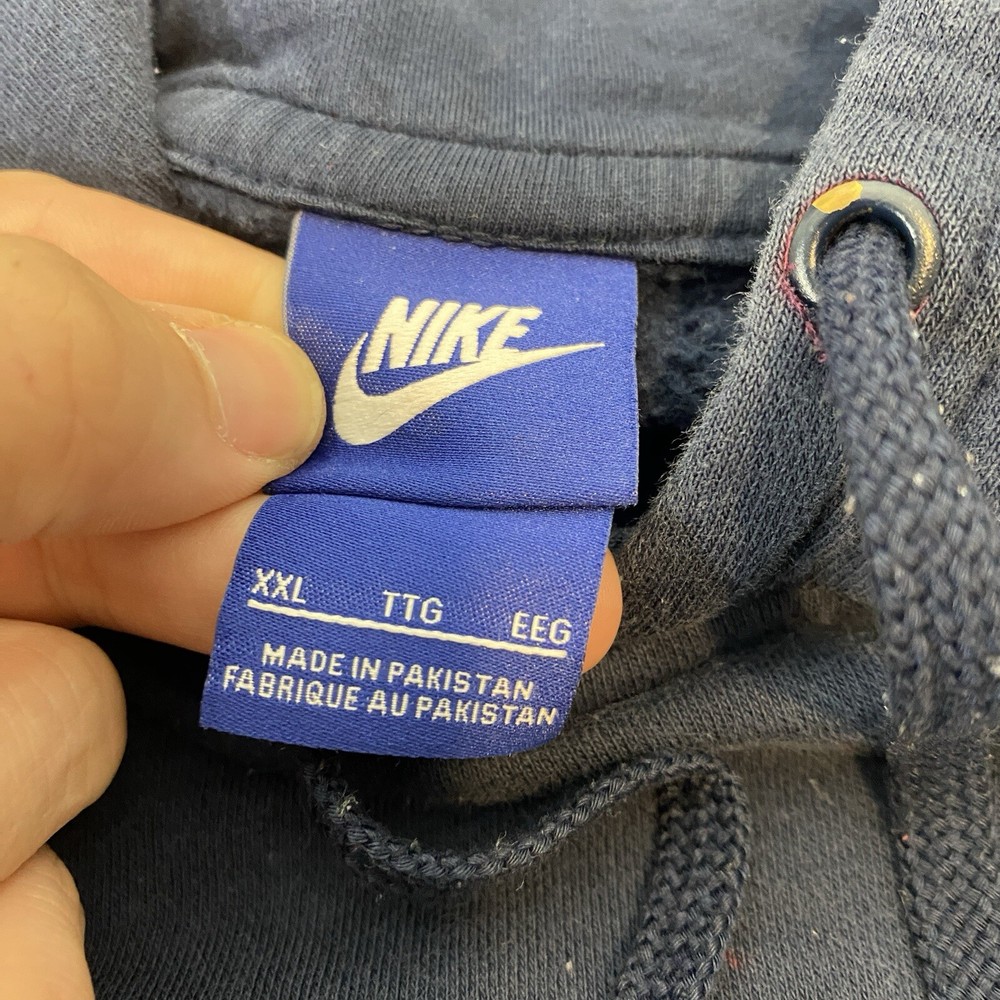 NIKE
XXL TTG EEG
MADE IN PAKISTAN
FABRIQUE AU PAKISTAN